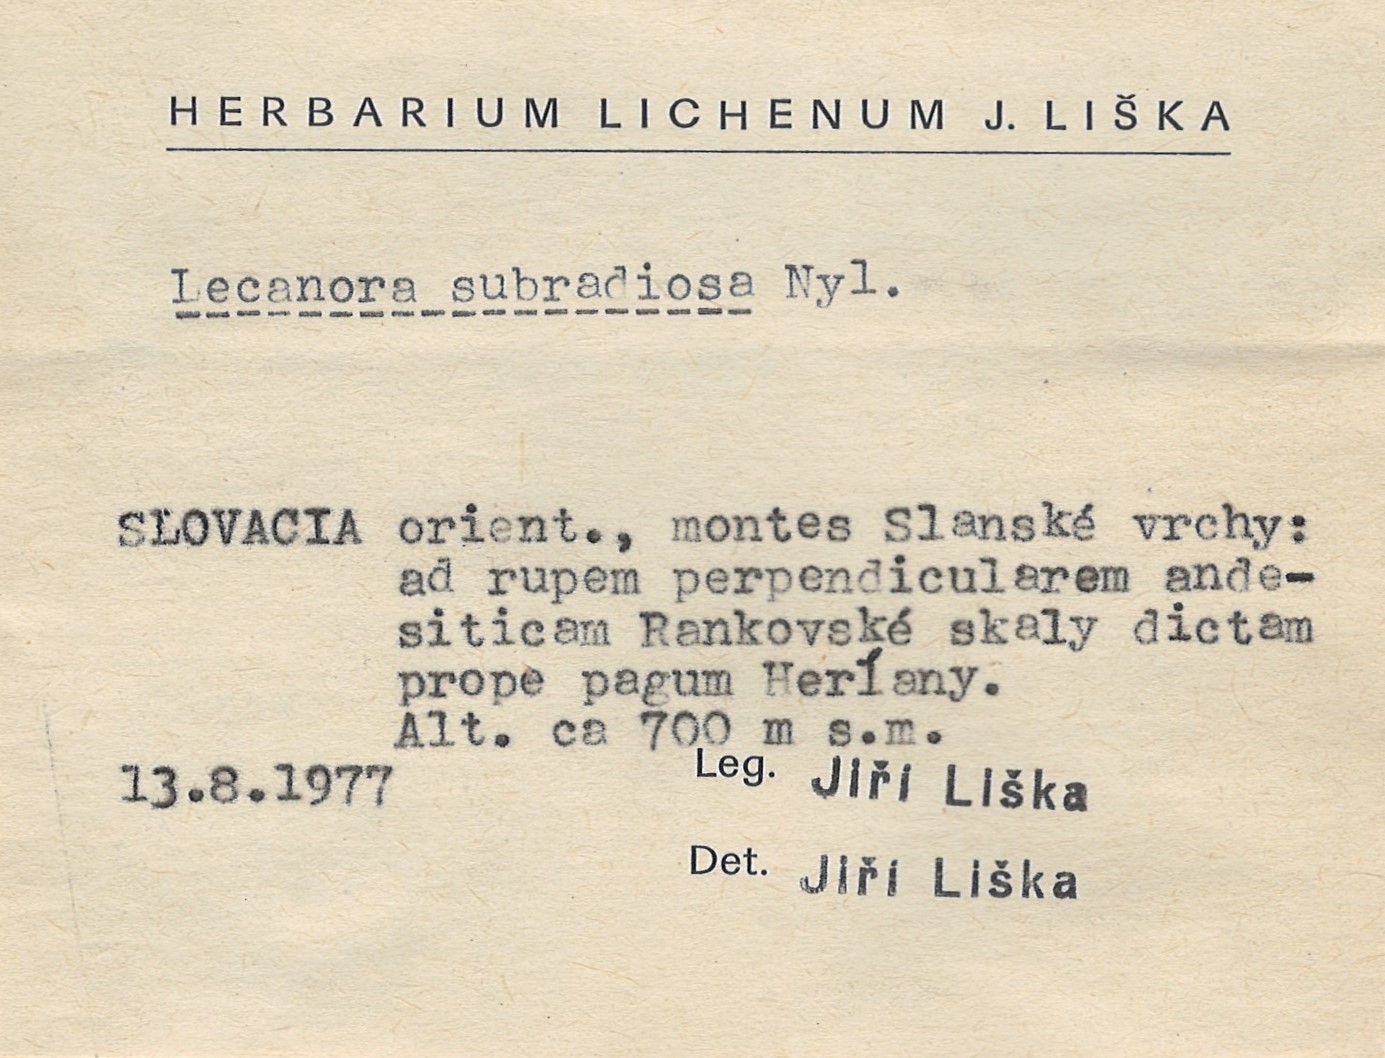 HERBARIUM LICHENUM J. LIŠKA
Lecanora subradiosa Nyl.
SLOVACIA orient., montes Slanské vrchy:
ad rupem perpendicularem ande-
siticam Rankovské skaly dictam
prope pagum Herĺany.
Alt. ca 700 m s.m.
13.8.1977
Leg. Jiří Liška
Det. Jiří Liška